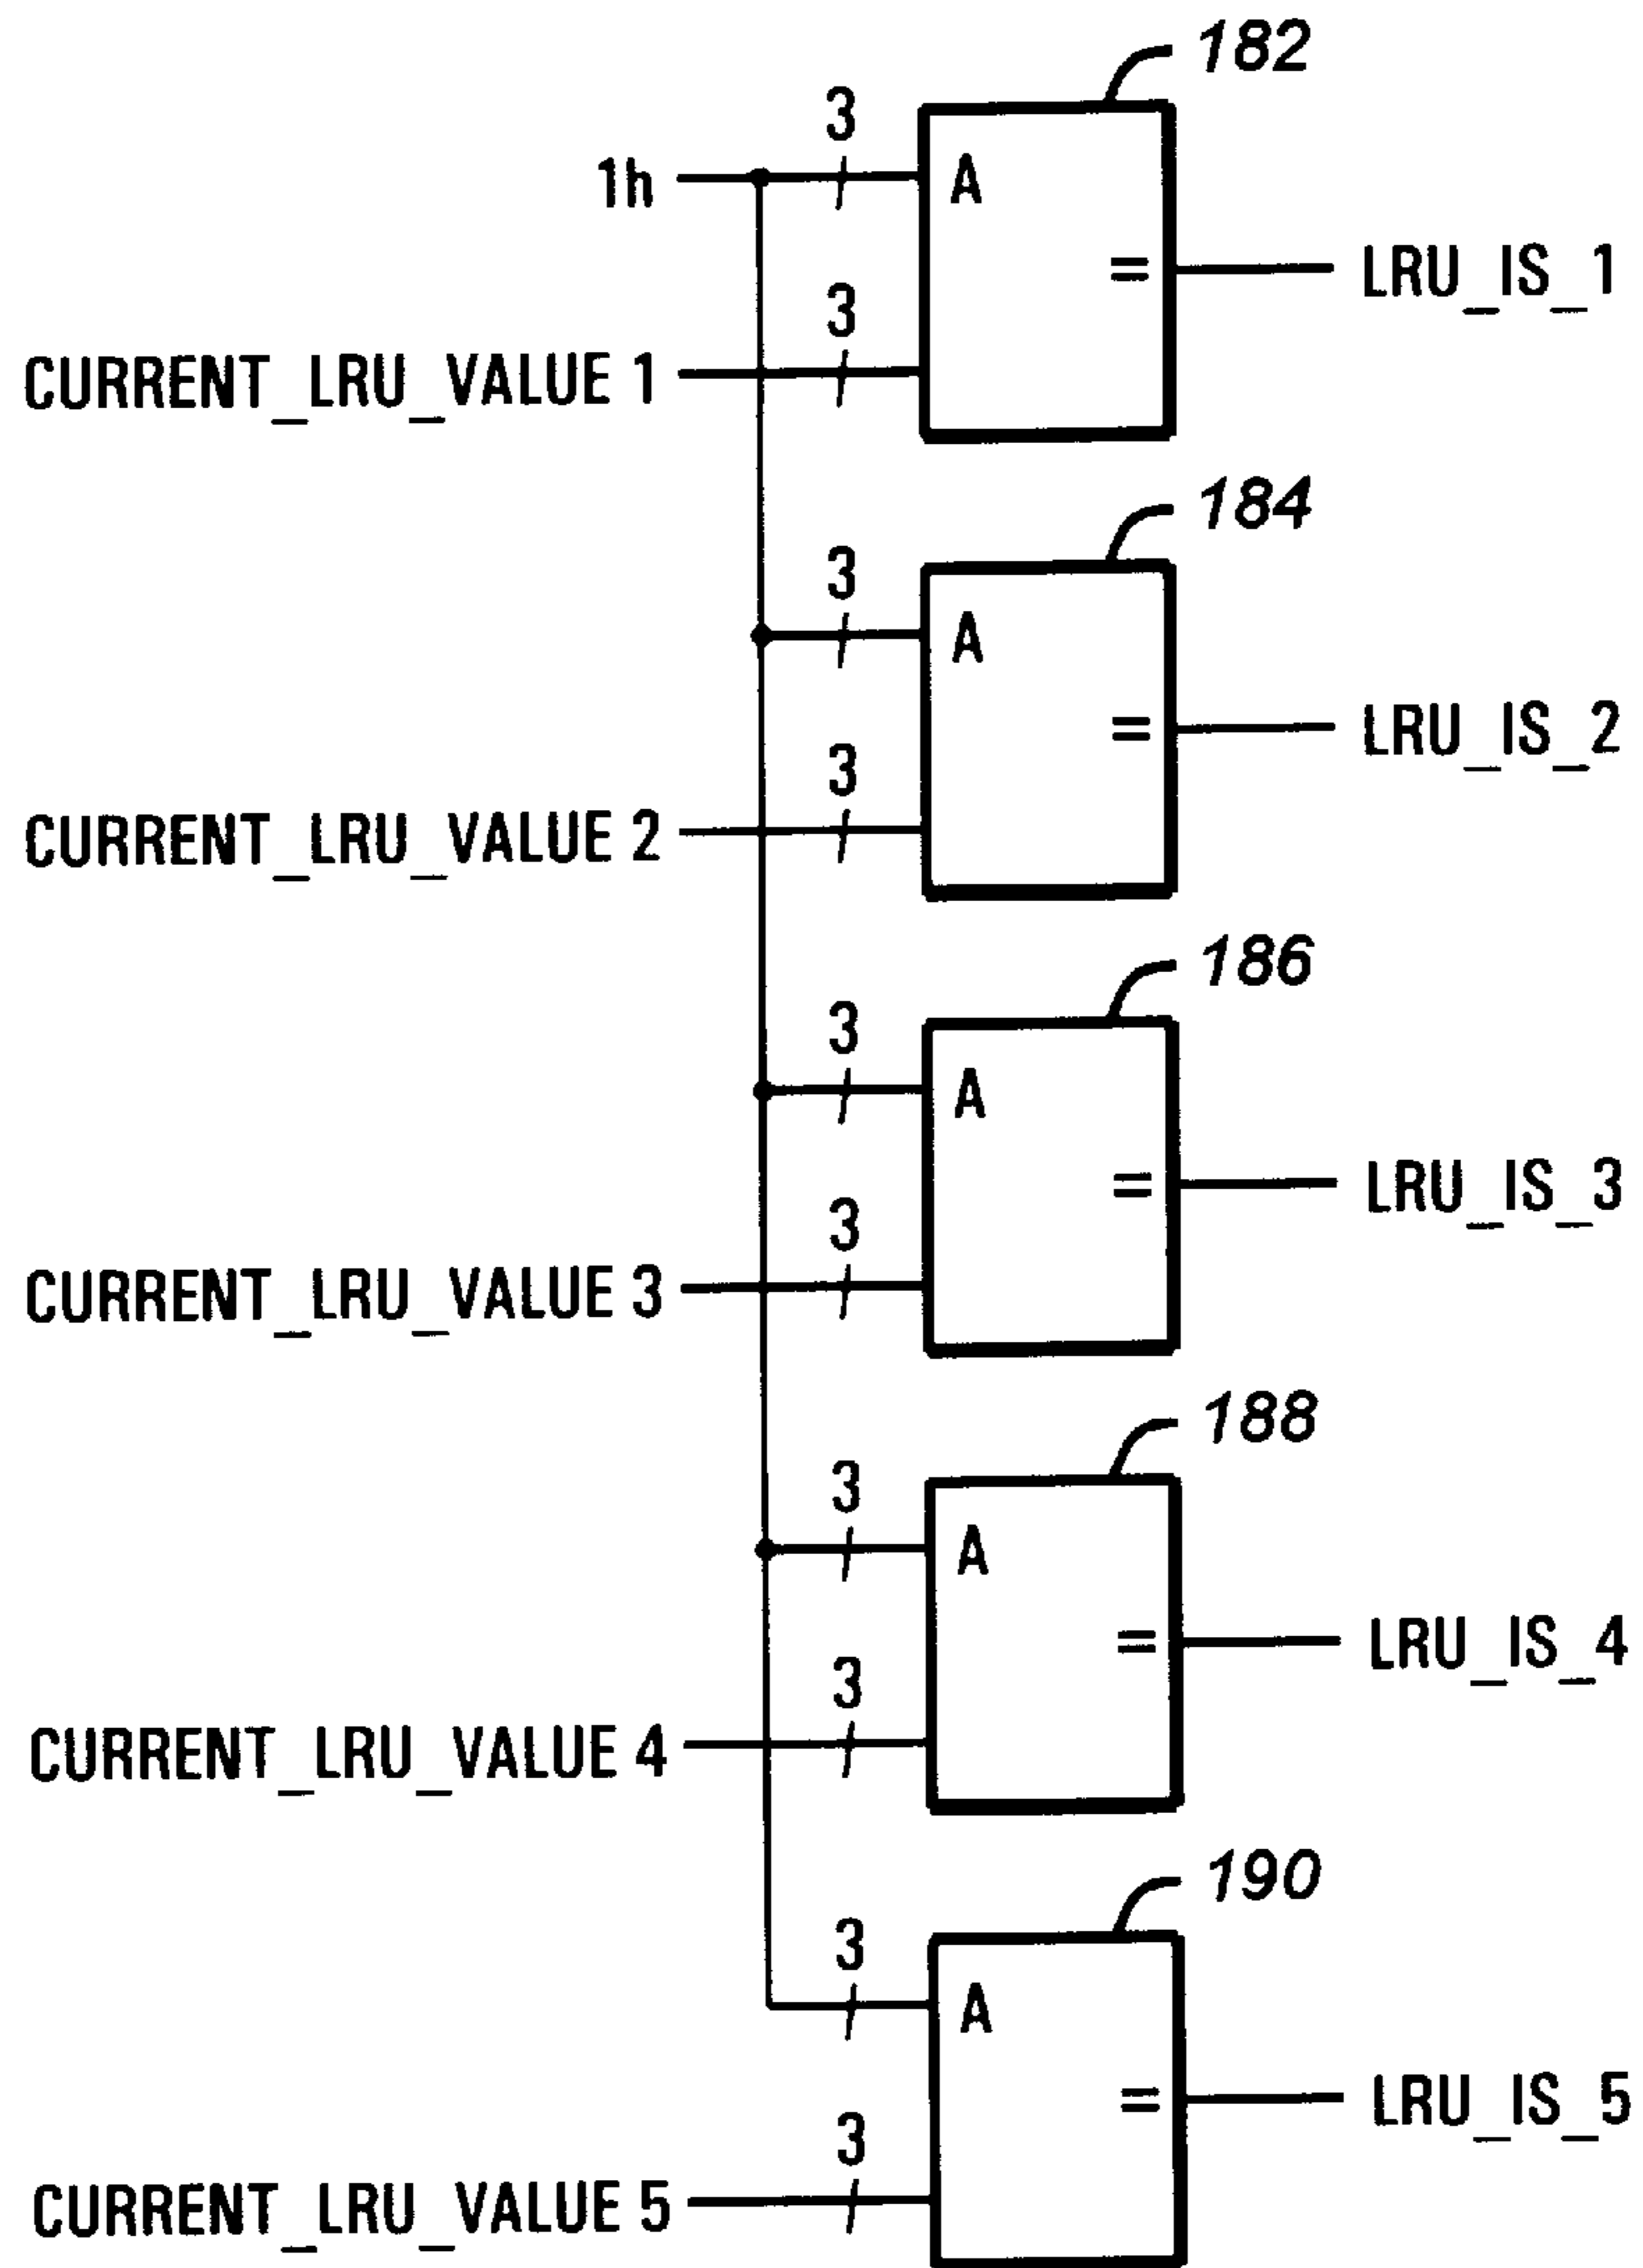 182
3
1h
A
=
LRU_IS_1
3
CURRENT_LRU_VALUE 1
184
3
A
=
LRU_IS_2
3
CURRENT_LRU_VALUE 2
186
3
A
=
LRU_IS_3
3
CURRENT_LRU_VALUE 3
188
3
A
=
LRU_IS_4
3
CURRENT_LRU_VALUE 4
190
3
A
=
LRU_IS_5
3
CURRENT_LRU_VALUE 5